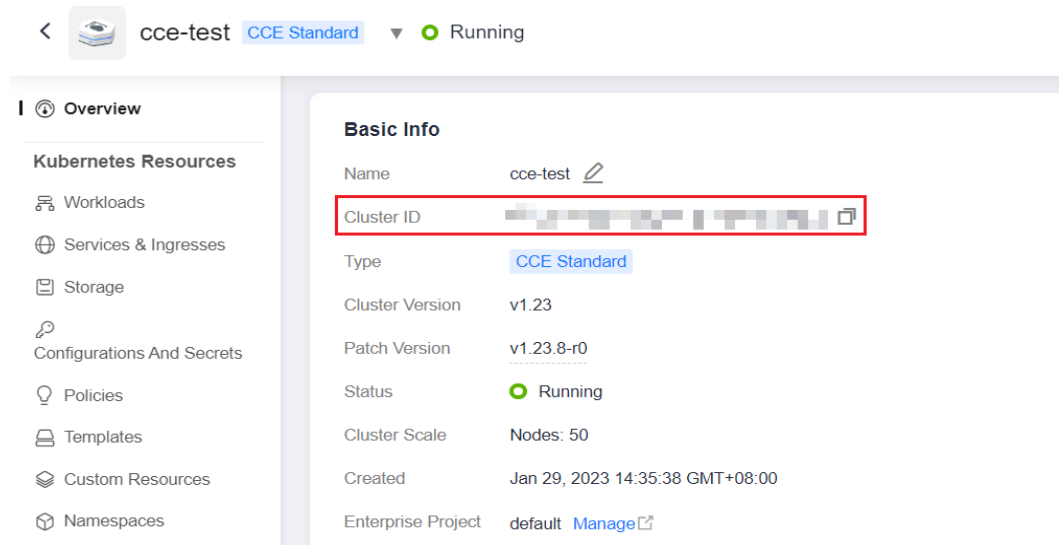 cce-test CCE Standard Running
Overview
Kubernetes Resources
Workloads
Services & Ingresses
Storage
Configurations And Secrets
Policies
Templates
Custom Resources
Namespaces
Basic Info
Name cce-test
Cluster ID
Type CCE Standard
Cluster Version v1.23
Patch Version v1.23.8-r0
Status Running
Cluster Scale Nodes: 50
Created Jan 29, 2023 14:35:38 GMT+08:00
Enterprise Project default Manage